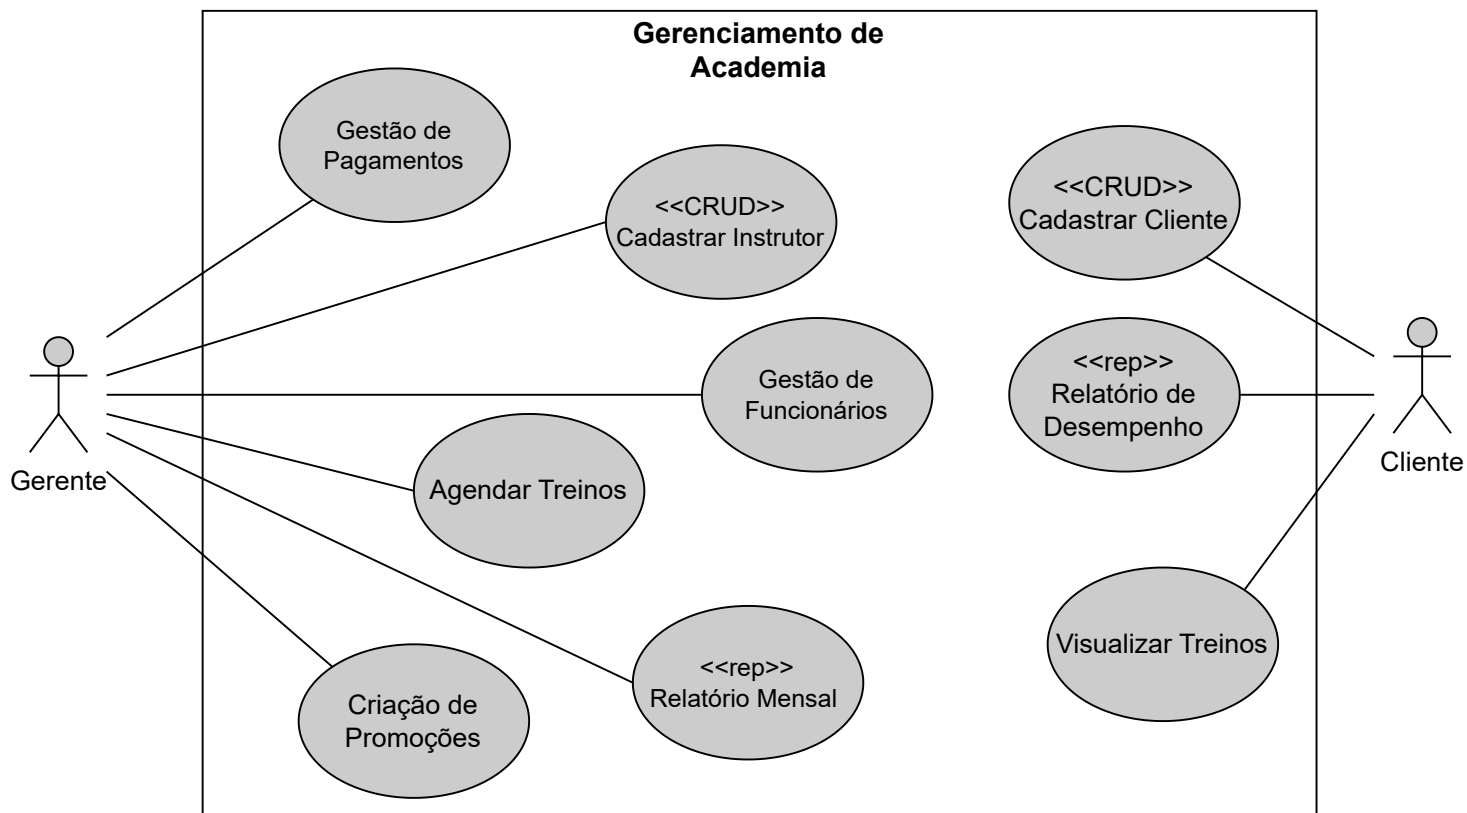 Gerenciamento de
Academia
Gestão de
Pagamentos
<<CRUD>>
Cadastrar Instrutor
<<CRUD>>
Cadastrar Cliente
Gestão de
Funcionários
<<rep>>
Relatório de
Desempenho
Gerente
Cliente
Agendar Treinos
<<rep>>
Relatório Mensal
Visualizar Treinos
Criação de
Promoções